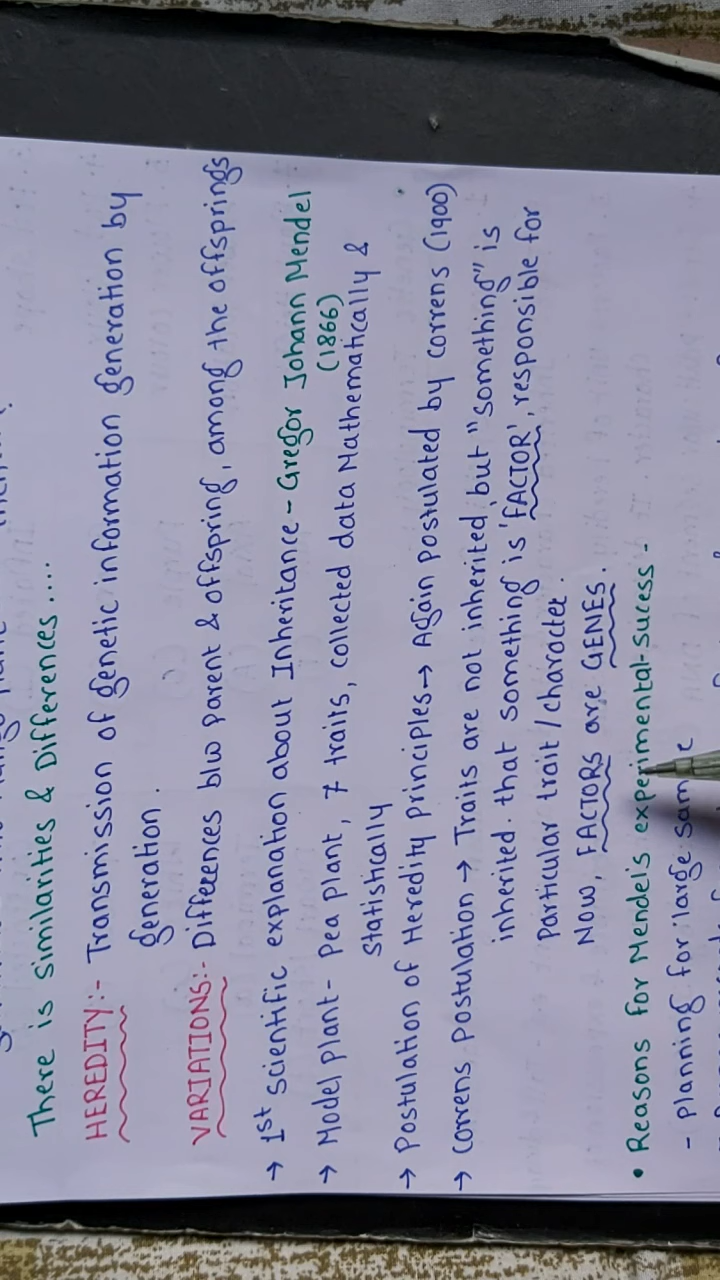 There is similarities & Differences ....
HEREDITY:- Transmission of genetic information generation by
generation.
VARIATIONS:- Differences b/w parent & offspring, among the offsprings
→ 1st scientific explanation about Inheritance - Gregor Johann Mendel
(1866)
→ Model plant- Pea plant, 7 traits, collected data Mathematically &
statistically
→ Postulation of Heredity principles → Again postulated by correns (1900)
→ Correns Postulation → Traits are not inherited, but "something" is
inherited. that something is 'FACTOR', responsible for
Particular trait / character.
Now, FACTORS are GENES.
• Reasons for Mendel's experimental-sucess -
- Planning for large